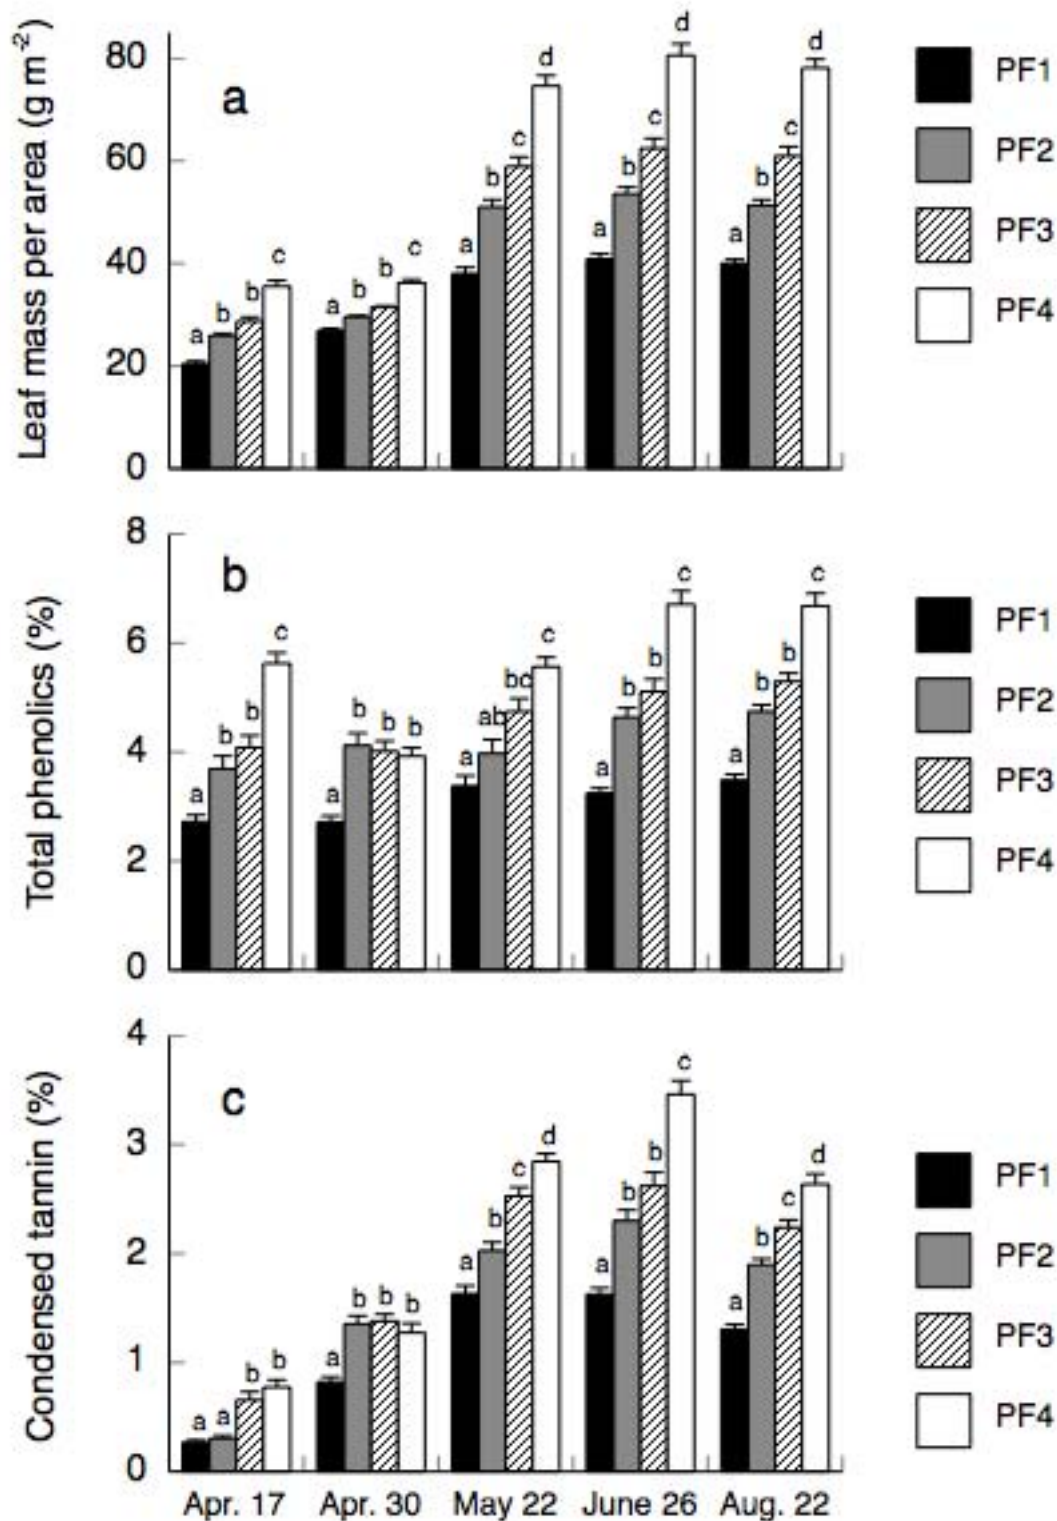 Leaf mass per area (g m-2)
80
60
40
20
0
a
a b b c
a b b c
a b c d
a b c d
a b c d
PF1
PF2
PF3
PF4
Total phenolics (%)
8
6
4
2
0
b
a b b c
a b b b
a ab bc c
a b b c
a b b c
PF1
PF2
PF3
PF4
Condensed tannin (%)
4
3
2
1
0
c
a a b b
a b b b
a b c d
a b b c
a b c d
PF1
PF2
PF3
PF4
Apr. 17 Apr. 30 May 22 June 26 Aug. 22